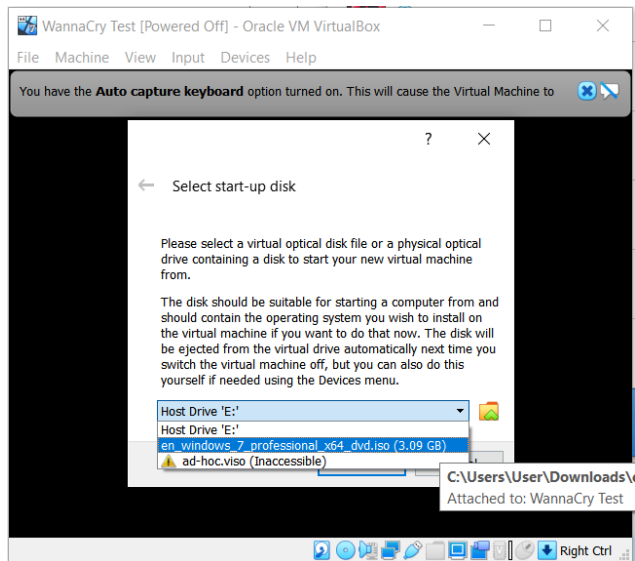 WannaCry Test [Powered Off] - Oracle VM VirtualBox
File Machine View Input Devices Help
You have the Auto capture keyboard option turned on. This will cause the Virtual Machine to
?
Select start-up disk
Please select a virtual optical disk file or a physical optical
drive containing a disk to start your new virtual machine
from.
The disk should be suitable for starting a computer from and
should contain the operating system you wish to install on
the virtual machine if you want to do that now. The disk will
be ejected from the virtual drive automatically next time you
switch the virtual machine off, but you can also do this
yourself if needed using the Devices menu.
Host Drive 'E:'
Host Drive 'E:'
en_windows_7_professional_x64_dvd.iso (3.09 GB)
ad-hoc.viso (Inaccessible)
C:\Users\User\Downloads\
Attached to: WannaCry Test
Right Ctrl